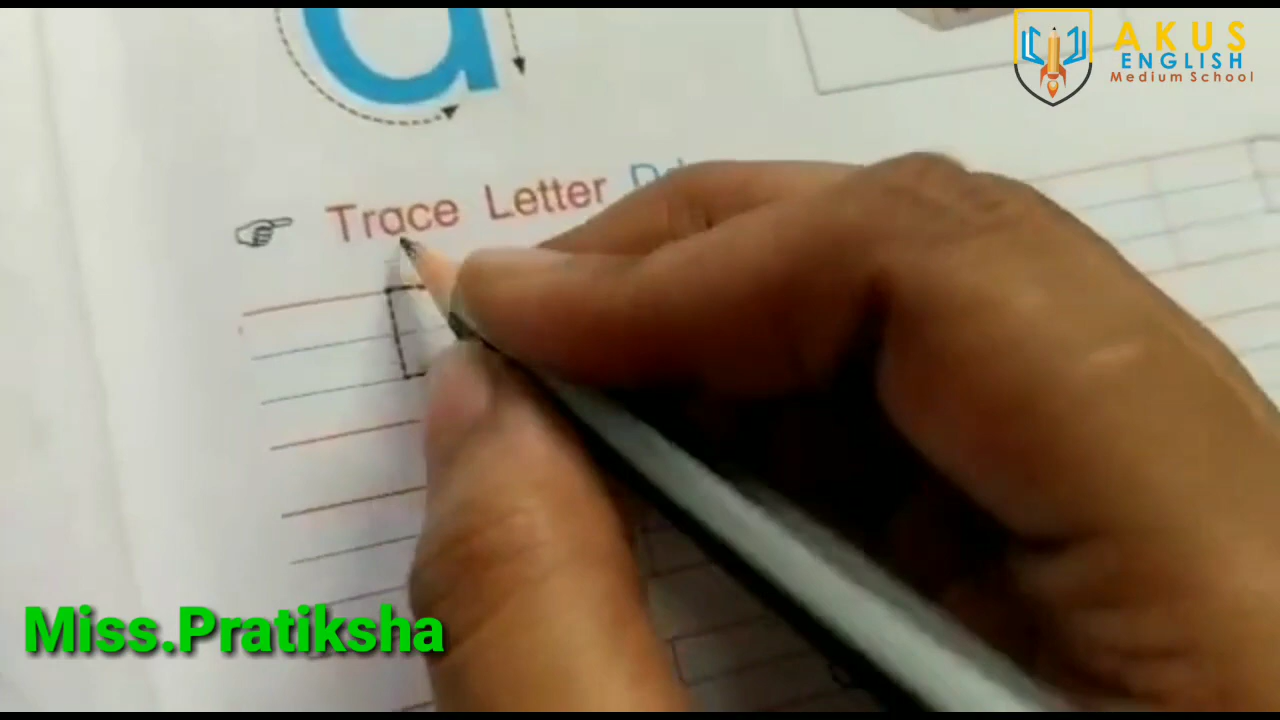 AKUS
ENGLISH
Medium School
Trace Letter
Miss.Pratiksha